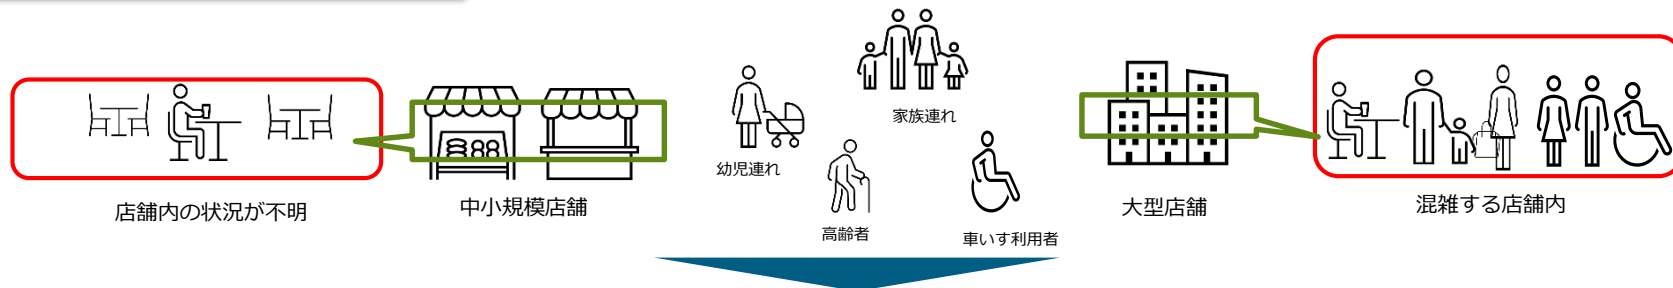 家族連れ
幼児連れ
店舗内の状況が不明
中小規模店舗
高齢者
車いす利用者
大型店舗
混雑する店舗内